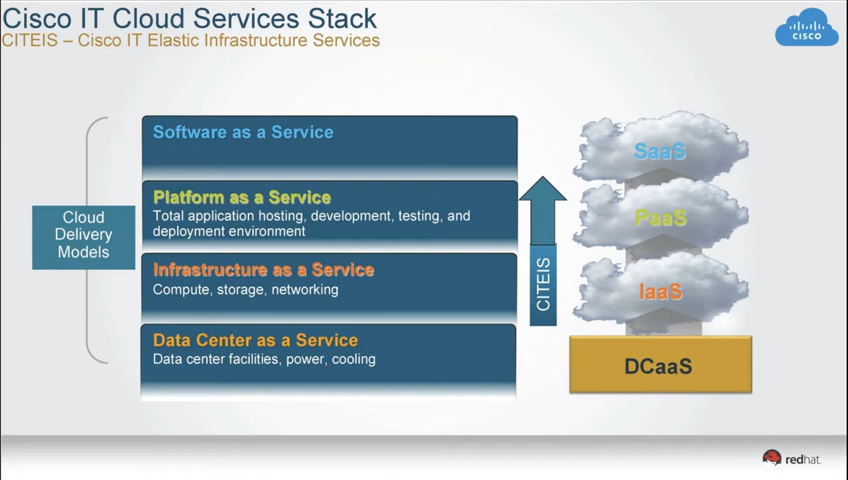 Cisco IT Cloud Services Stack
CITEIS – Cisco IT Elastic Infrastructure Services
CISCO
Cloud
Delivery
Models
Software as a Service
Platform as a Service
Total application hosting, development, testing, and
deployment environment
Infrastructure as a Service
Compute, storage, networking
Data Center as a Service
Data center facilities, power, cooling
CITEIS
SaaS
PaaS
IaaS
DCaaS
redhat.